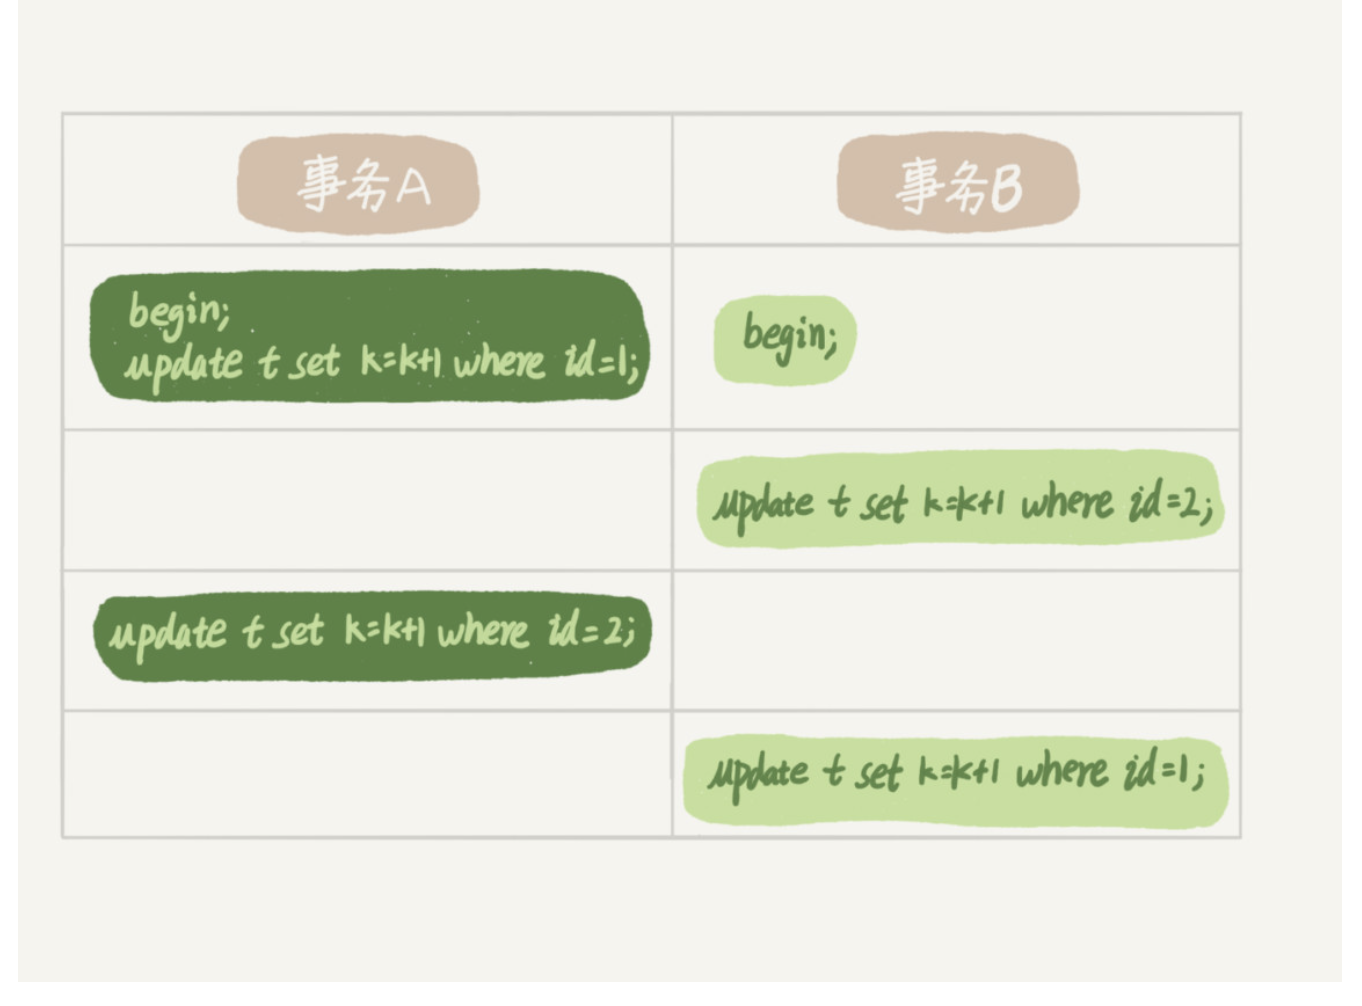 事务A
事务B
begin;
update t set k=k+1 where id=1;
begin;
update t set k=k+1 where id=2;
update t set k=k+1 where id=2;
update t set k=k+1 where id=1;